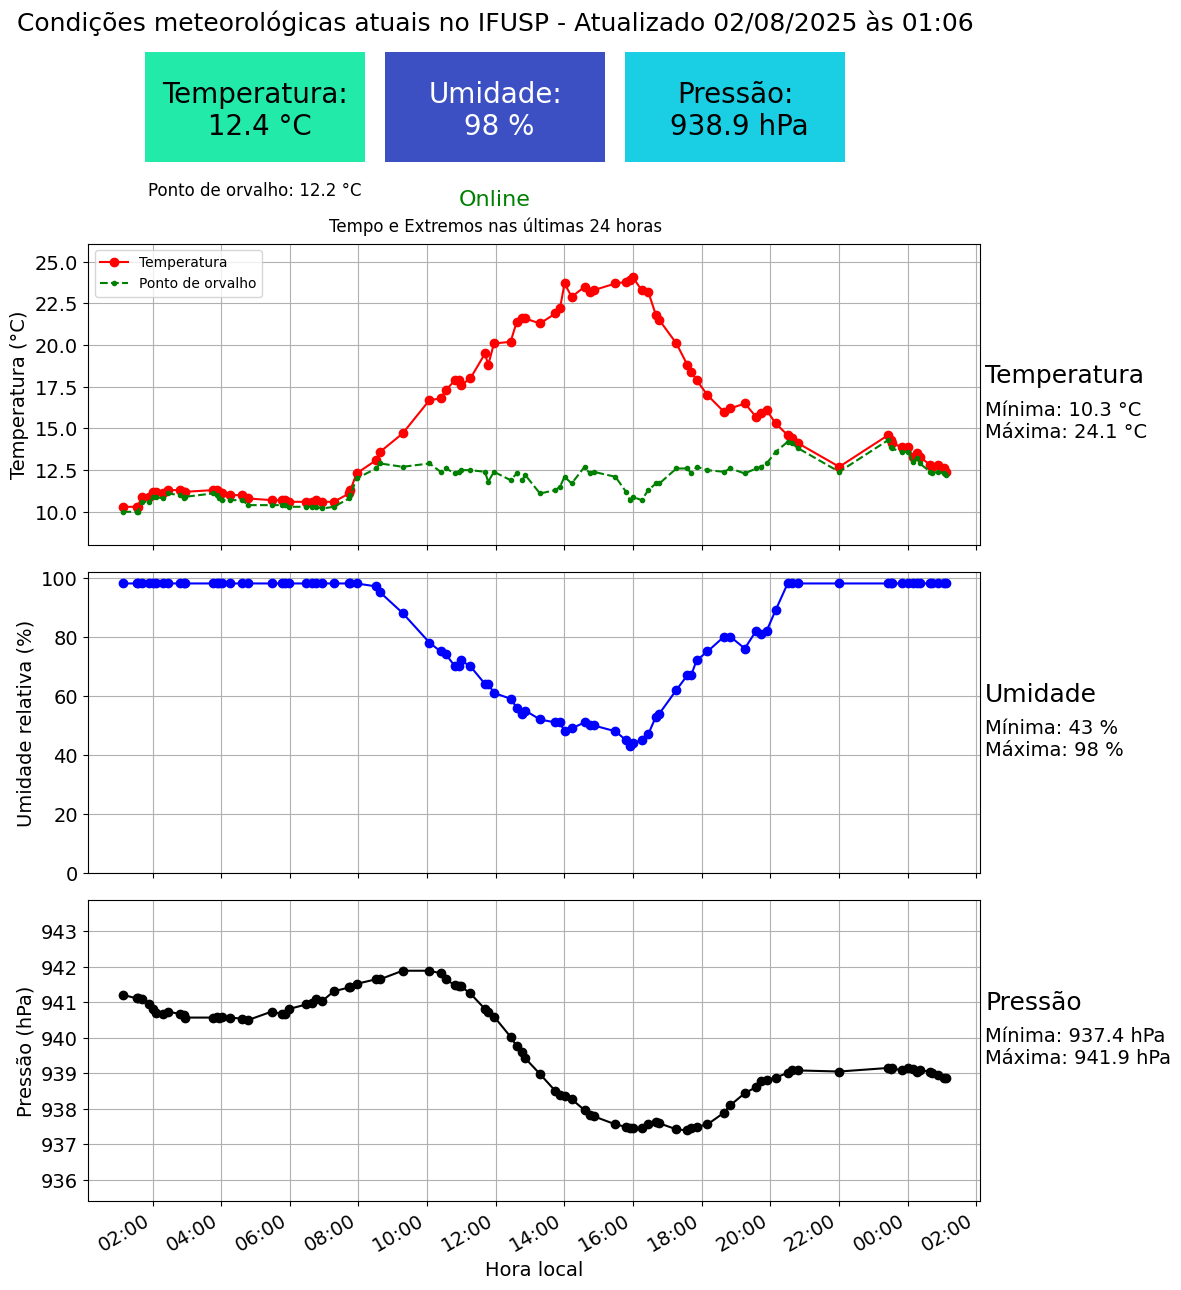 Condições meteorológicas atuais no IFUSP - Atualizado 02/08/2025 às 01:06
Temperatura:
12.4 °C
Umidade:
98 %
Pressão:
938.9 hPa
Ponto de orvalho: 12.2 °C
Online
Tempo e Extremos nas últimas 24 horas
Temperatura (°C)
25.0
22.5
20.0
17.5
15.0
12.5
10.0
Temperatura
Ponto de orvalho
Temperatura
Mínima: 10.3 °C
Máxima: 24.1 °C
Umidade relativa (%)
100
80
60
40
20
0
Umidade
Mínima: 43 %
Máxima: 98 %
Pressão (hPa)
943
942
941
940
939
938
937
936
Pressão
Mínima: 937.4 hPa
Máxima: 941.9 hPa
02:00 04:00 06:00 08:00 10:00 12:00 14:00 16:00 18:00 20:00 22:00 00:00 02:00
Hora local